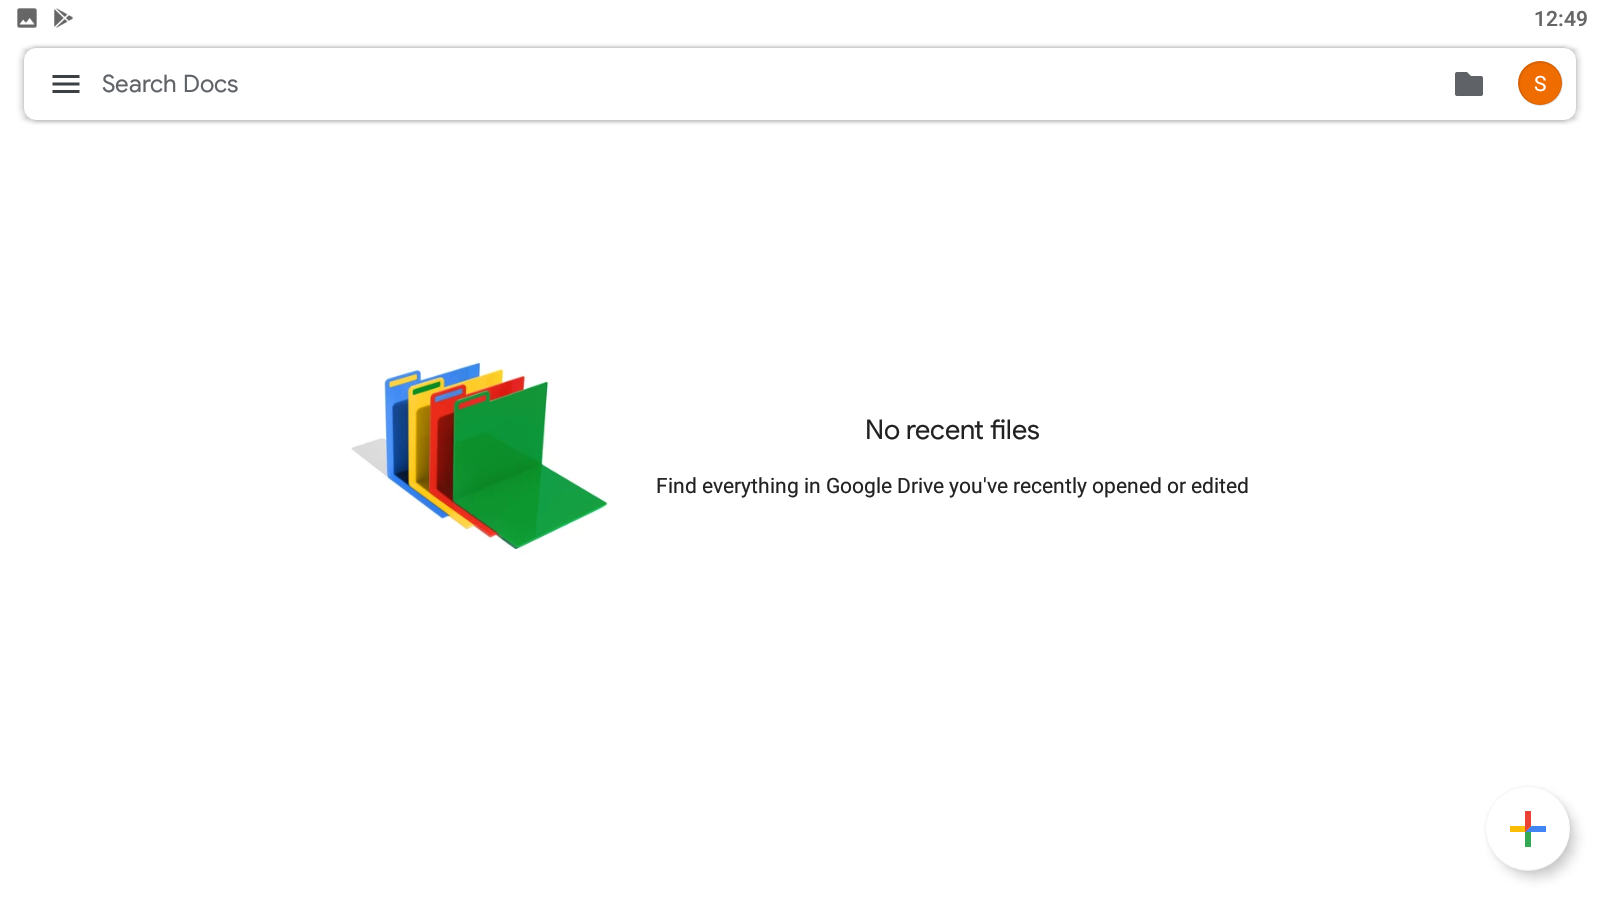 12:49
Search Docs
S
No recent files
Find everything in Google Drive you've recently opened or edited